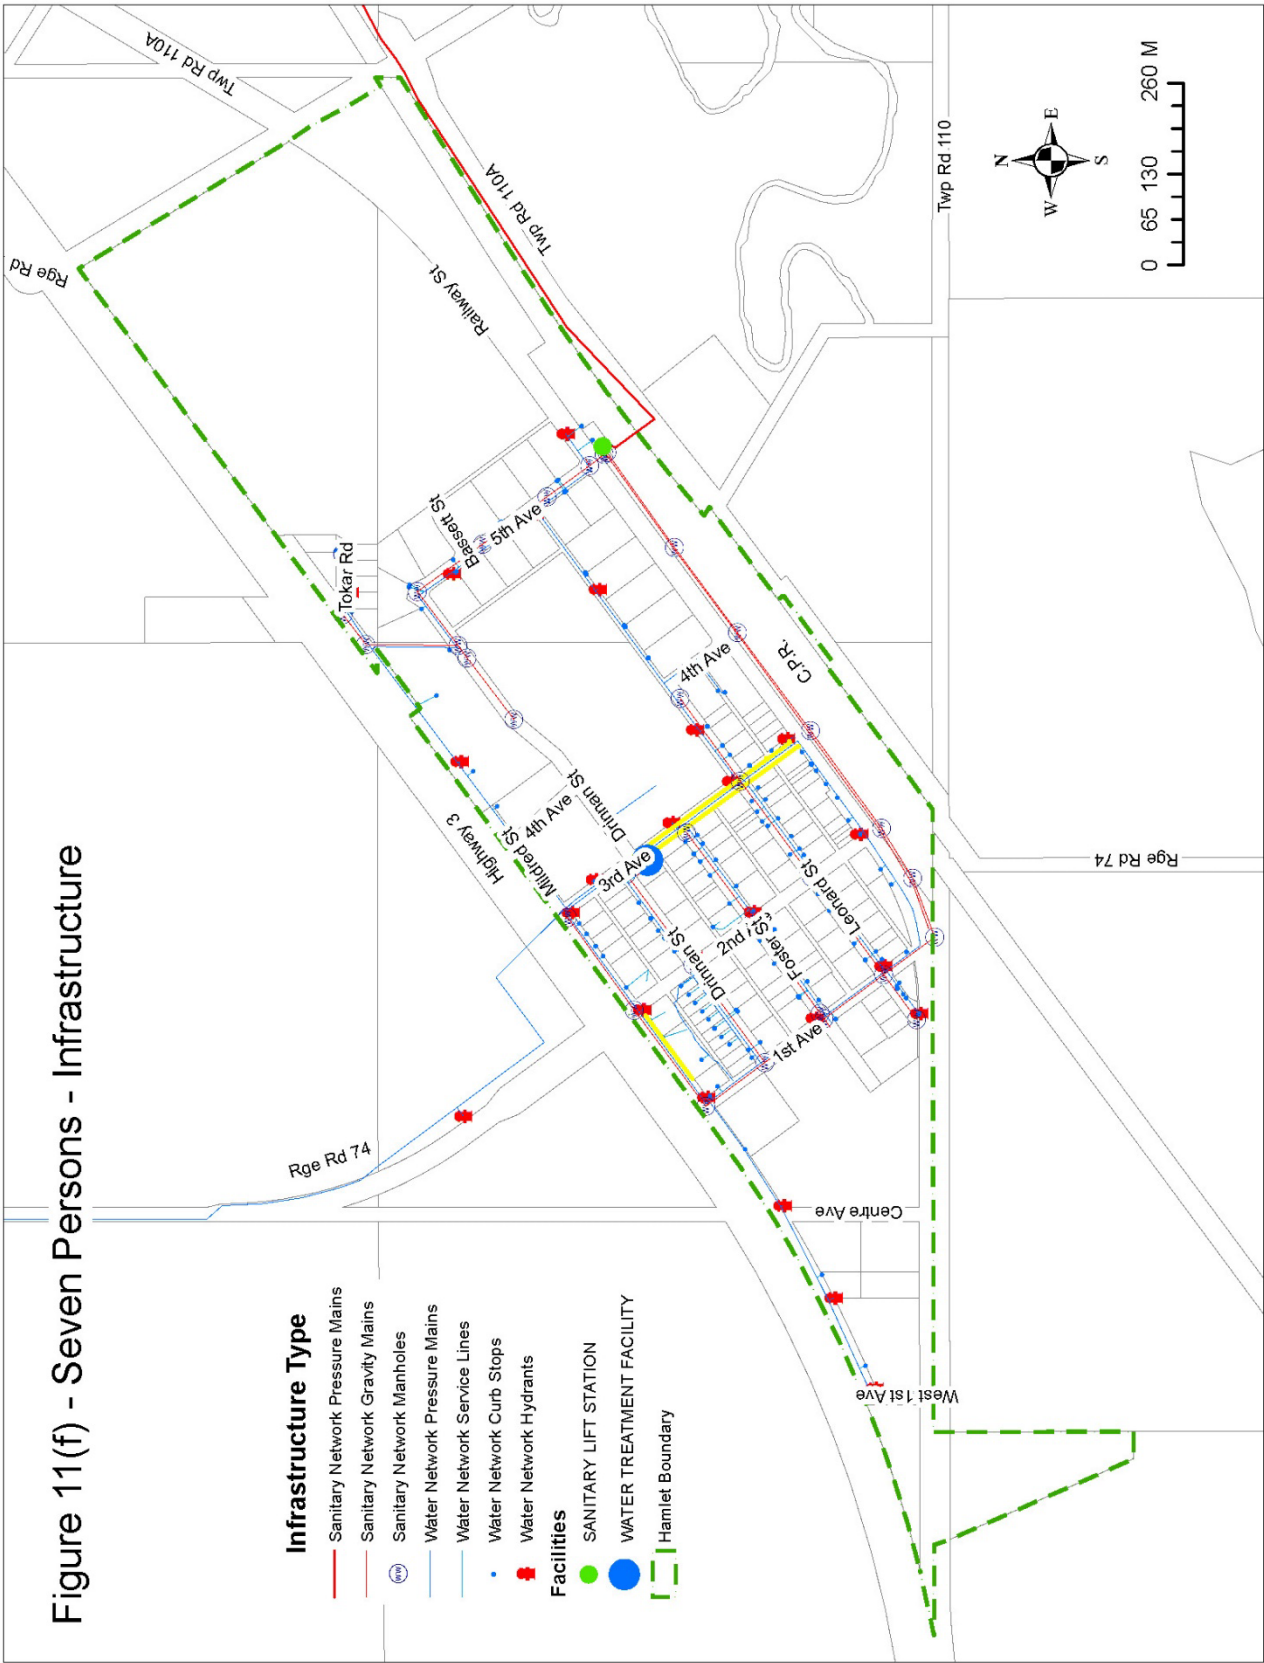 Figure 11(f) - Seven Persons - Infrastructure
Infrastructure Type
Sanitary Network Pressure Mains
Sanitary Network Gravity Mains
WW
Sanitary Network Manholes
Water Network Pressure Mains
Water Network Service Lines
Water Network Curb Stops
Water Network Hydrants
Facilities
SANITARY LIFT STATION
WATER TREATMENT FACILITY
Hamlet Boundary
Rge Rd 74
Highway 3
Mildred St
4th Ave
Drinnan St
3rd Ave
Drinnan St
2nd
Foster St
Leonard St
1st Ave
Centre Ave
West 1st Ave
Tokar Rd
Bassett St
5th Ave
4th Ave
C.P.R.
Railway St
Rge Rd
Twp Rd 110A
Twp Rd 110A
Twp Rd 110
Rge Rd 74
N
W
E
S
0 65 130 260 M